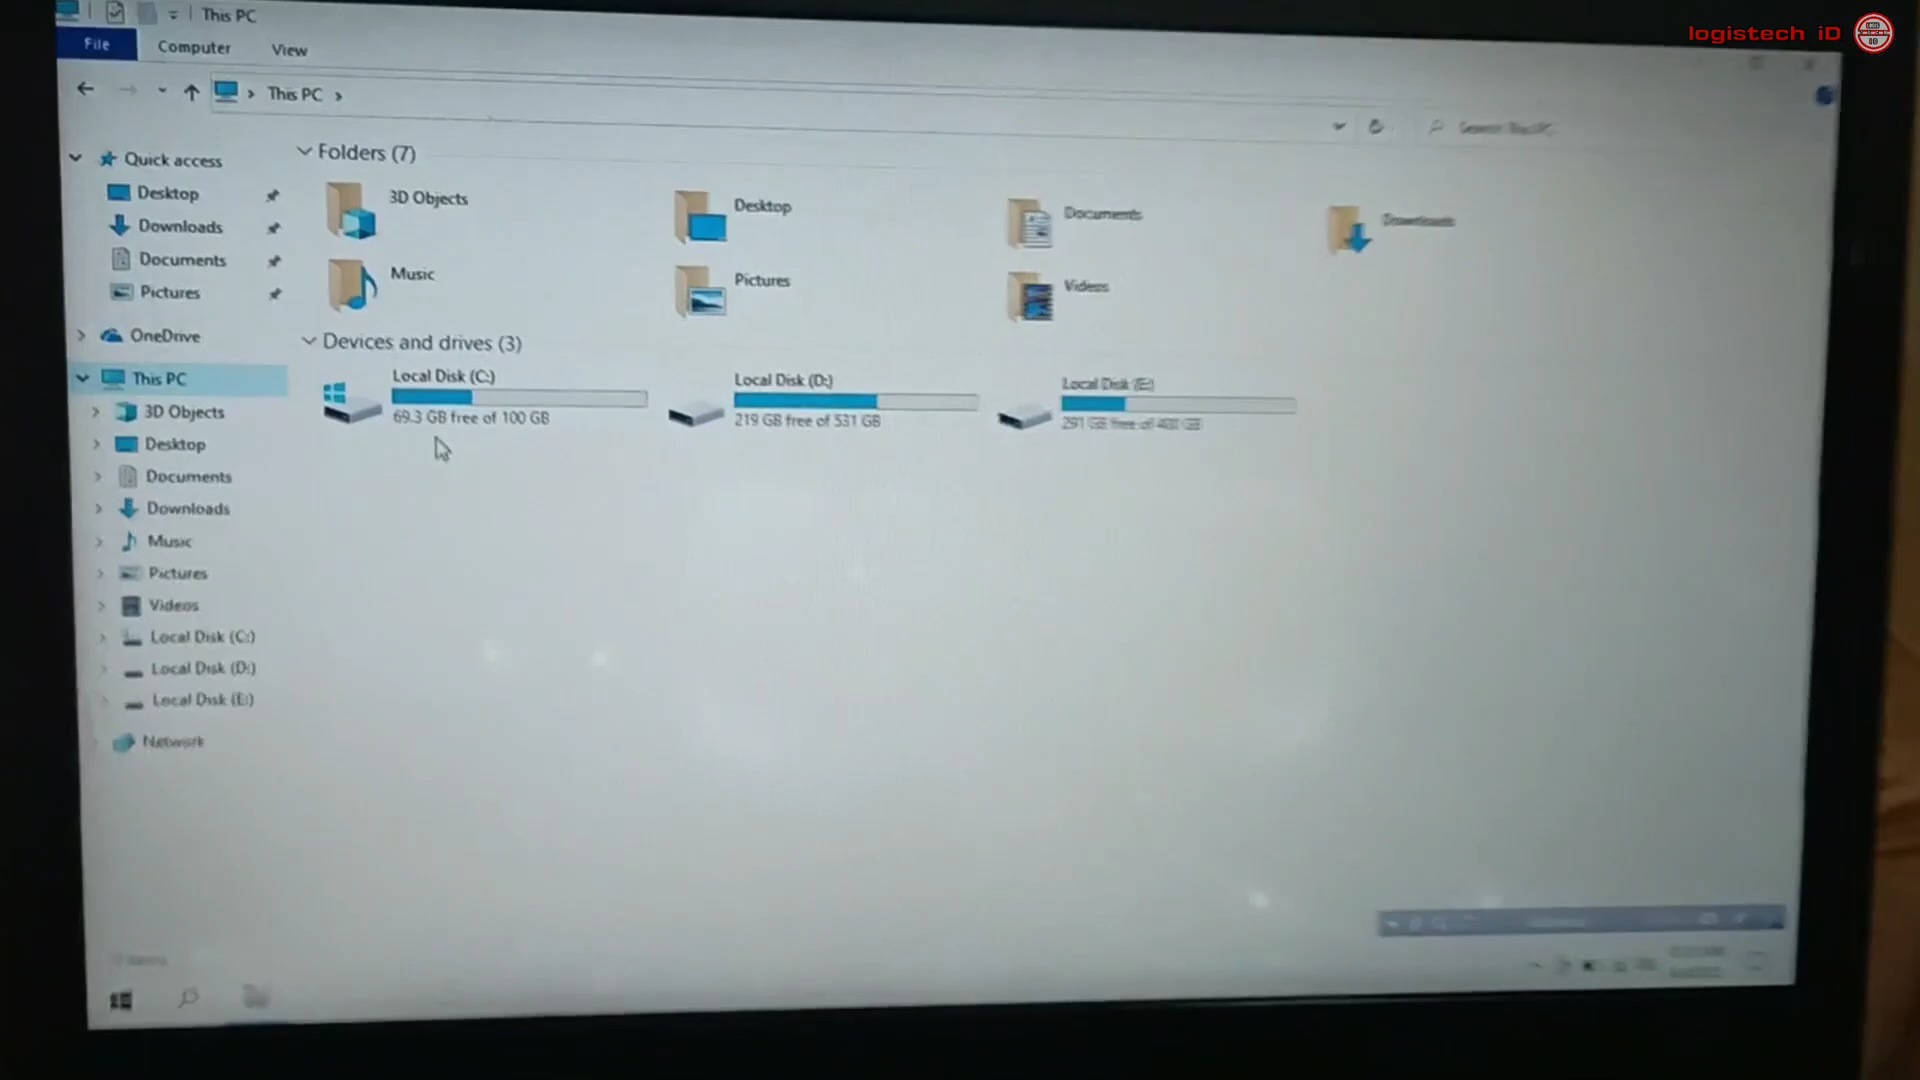 This PC
logistech iD
File
Computer
View
This PC
Folders (7)
Quick access
3D Objects
Desktop
Documents
Downloads
Desktop
Downloads
Documents
Pictures
Music
Pictures
Videos
OneDrive
Devices and drives (3)
This PC
Local Disk (C:)
Local Disk (D:)
Local Disk (E:)
69.3 GB free of 100 GB
219 GB free of 531 GB
291 GB free of 400 GB
3D Objects
Desktop
Documents
Downloads
Music
Pictures
Videos
Local Disk (C:)
Local Disk (D:)
Local Disk (E:)
Network